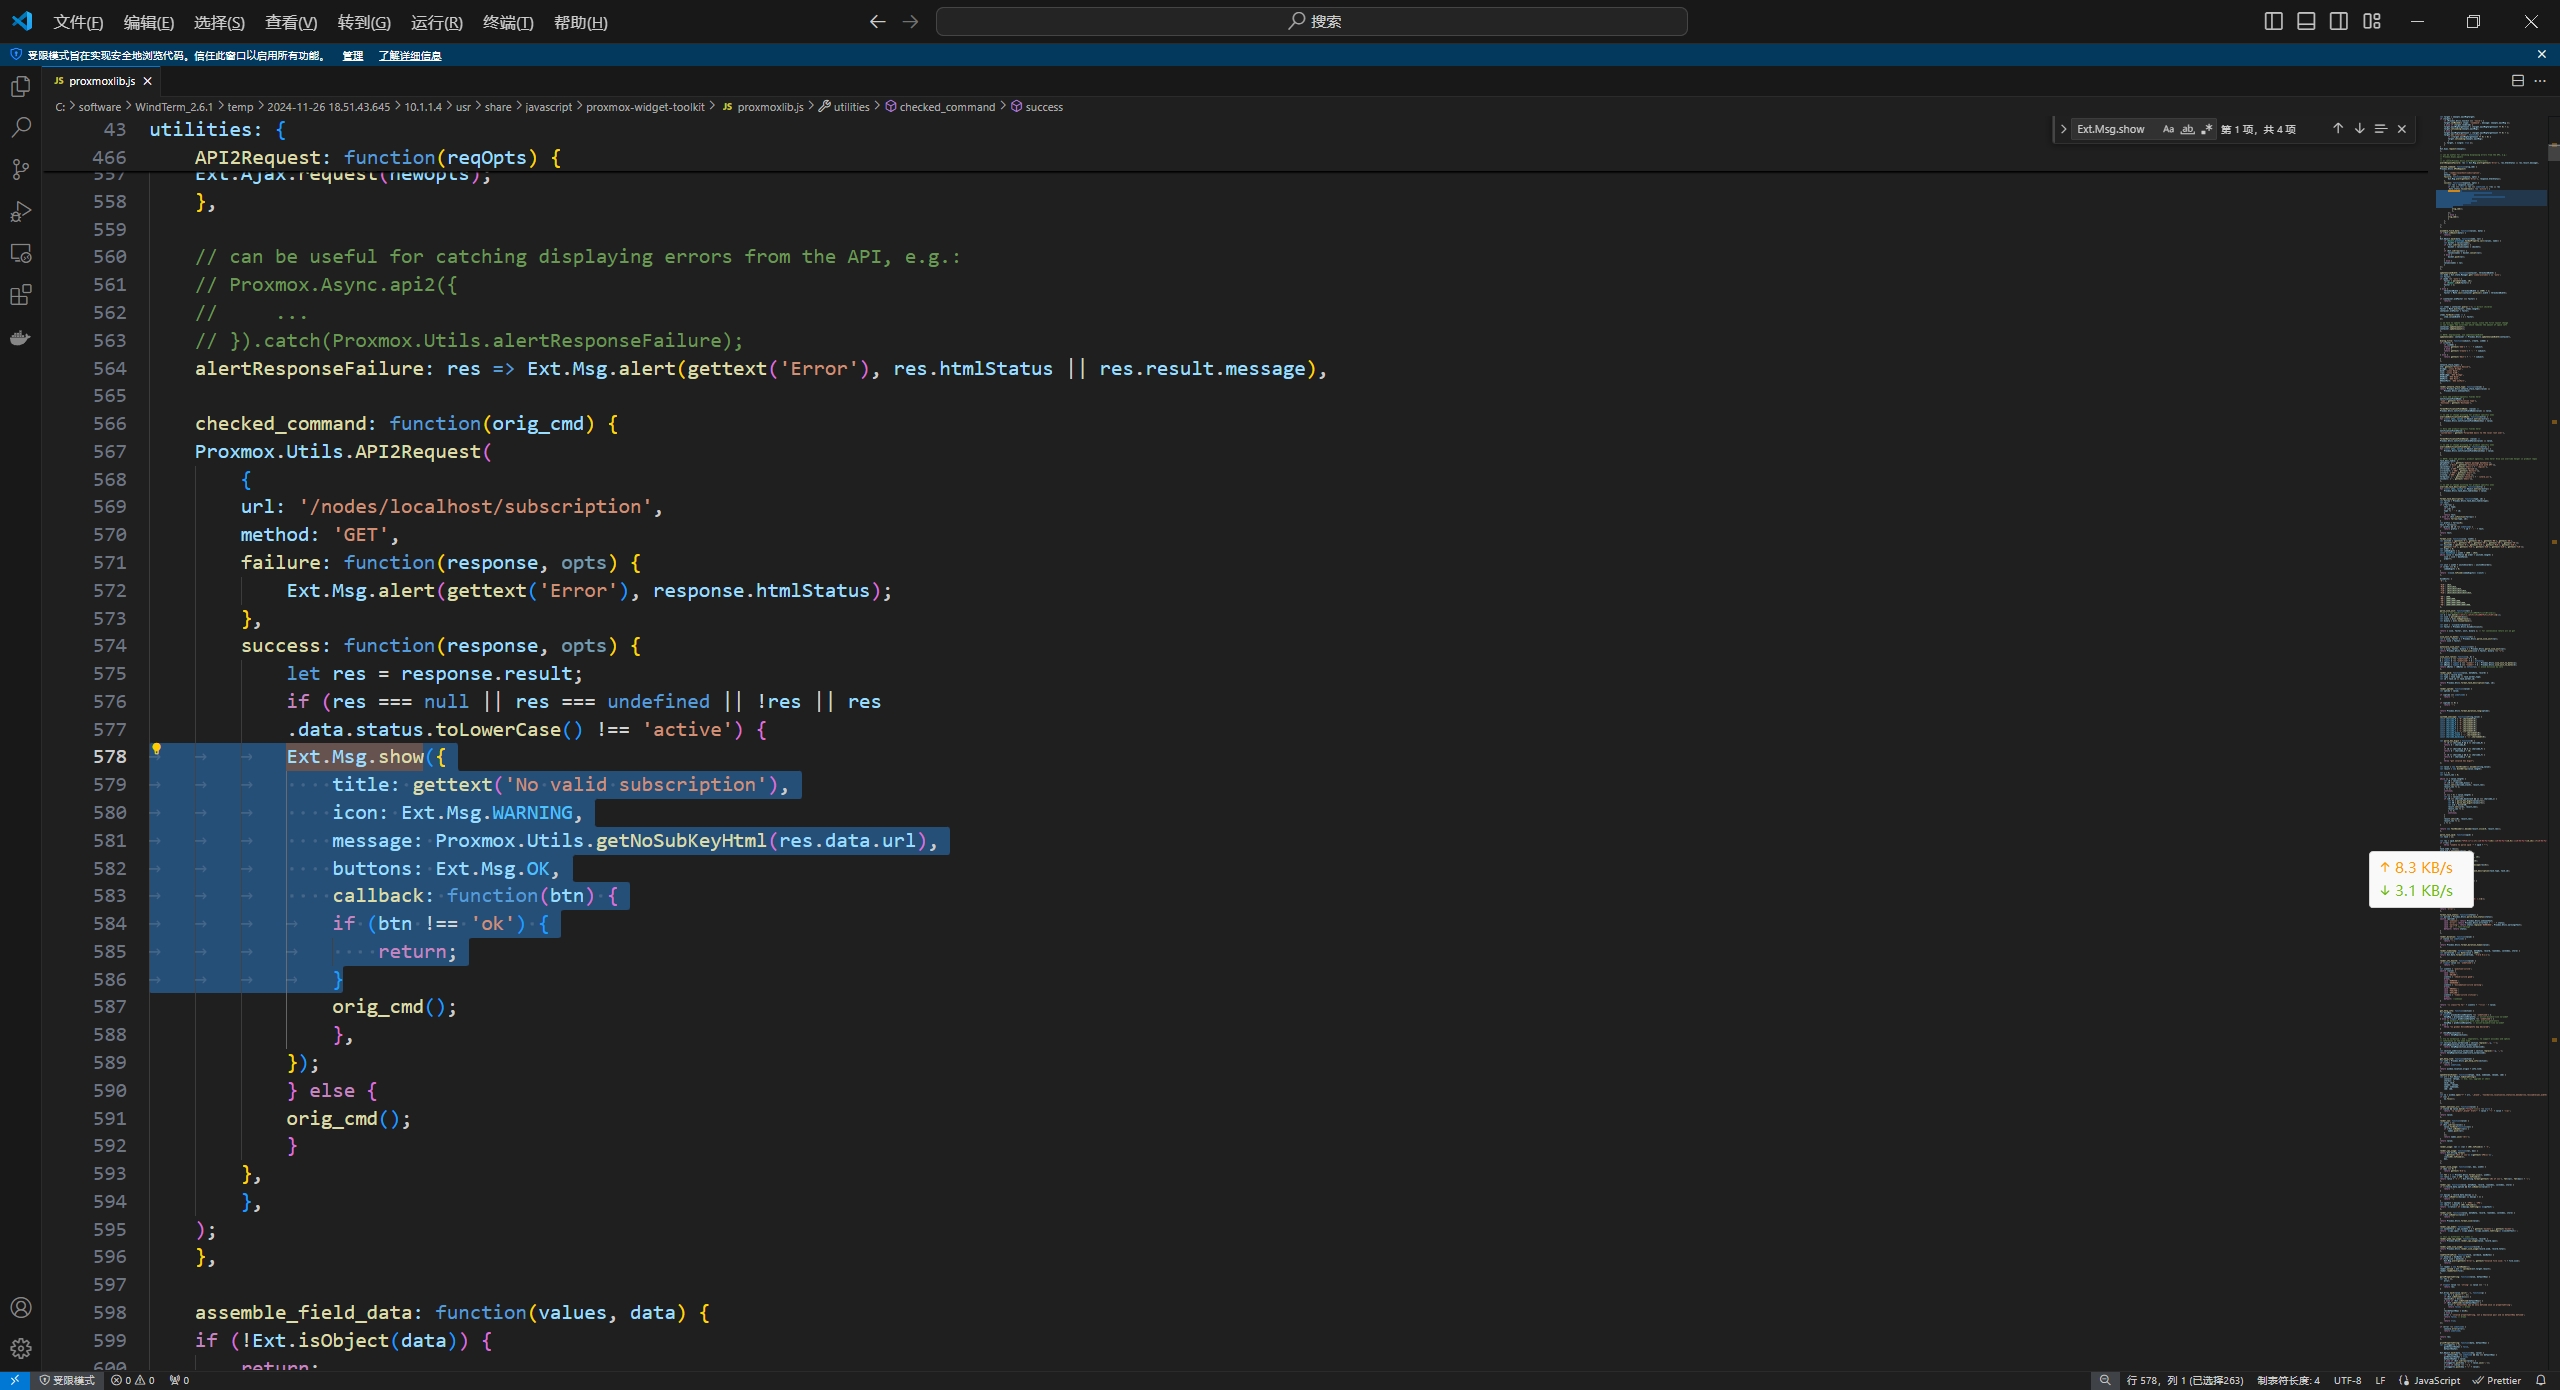 文件(F) 编辑(E) 选择(S) 查看(V) 转到(G) 运行(R) 终端(T) 帮助(H) 搜索
受限模式旨在实现安全地浏览代码。信任此窗口以启用所有功能。 管理 了解详细信息
JS proxmoxlib.js
C: > software > WindTerm_2.6.1 > temp > 2024-11-26 18.51.43.645 > 10.1.1.4 > usr > share > javascript > proxmox-widget-toolkit > JS proxmoxlib.js > utilities > checked_command > success
Ext.Msg.show Aa ab 第 1 项，共 4 项
43 utilities: {
466 API2Request: function(reqOpts) {
557 Ext.Ajax.request(newopts);
558 },
559
560 // can be useful for catching displaying errors from the API, e.g.:
561 // Proxmox.Async.api2({
562 //     ...
563 // }).catch(Proxmox.Utils.alertResponseFailure);
564 alertResponseFailure: res => Ext.Msg.alert(gettext('Error'), res.htmlStatus || res.result.message),
565
566 checked_command: function(orig_cmd) {
567 Proxmox.Utils.API2Request(
568 {
569 url: '/nodes/localhost/subscription',
570 method: 'GET',
571 failure: function(response, opts) {
572 Ext.Msg.alert(gettext('Error'), response.htmlStatus);
573 },
574 success: function(response, opts) {
575 let res = response.result;
576 if (res === null || res === undefined || !res || res
577 .data.status.toLowerCase() !== 'active') {
578 Ext.Msg.show({
579 title: gettext('No valid subscription'),
580 icon: Ext.Msg.WARNING,
581 message: Proxmox.Utils.getNoSubKeyHtml(res.data.url),
582 buttons: Ext.Msg.OK,
583 callback: function(btn) {
584 if (btn !== 'ok') {
585 return;
586 }
587 orig_cmd();
588 },
589 });
590 } else {
591 orig_cmd();
592 }
593 },
594 },
595 );
596 },
597
598 assemble_field_data: function(values, data) {
599 if (!Ext.isObject(data)) {
600 return;
↑ 8.3 KB/s
↓ 3.1 KB/s
受限模式 0 0 0 行 578，列 1 (已选择263) 制表符长度: 4 UTF-8 LF JavaScript Prettier